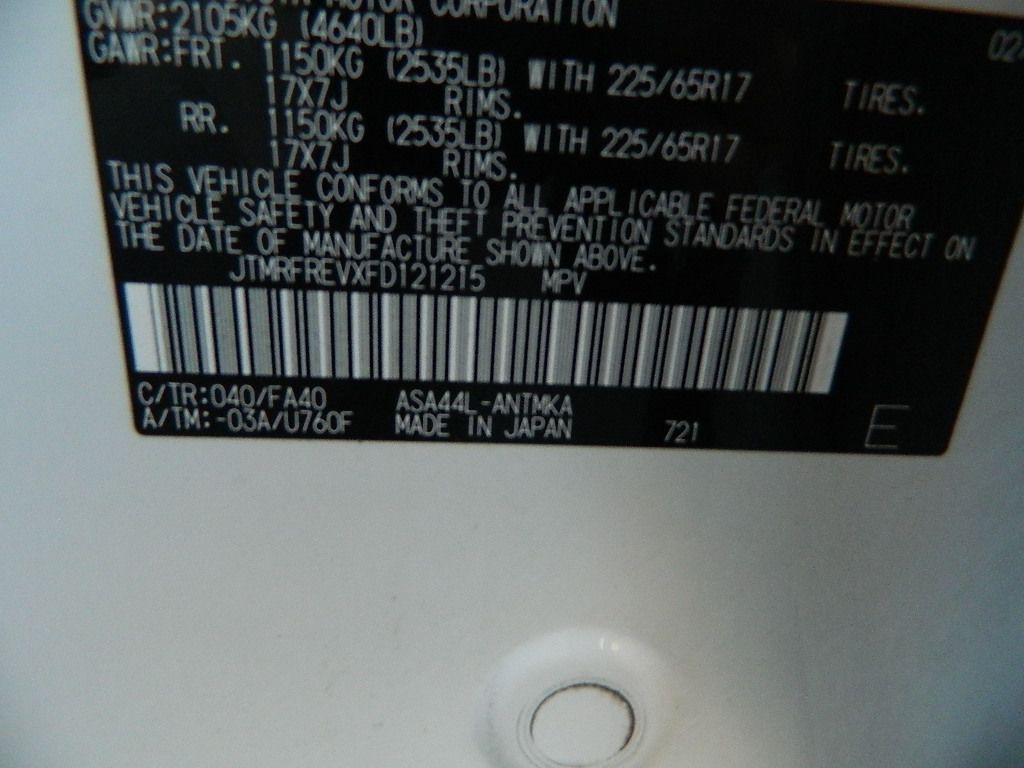 MOTOR CORPORATION
GVWR:2105KG (4640LB)
GAWR:FRT. 1150KG (2535LB) WITH 225/65R17 TIRES.
17X7J RIMS.
RR. 1150KG (2535LB) WITH 225/65R17 TIRES.
17X7J RIMS.
THIS VEHICLE CONFORMS TO ALL APPLICABLE FEDERAL MOTOR
VEHICLE SAFETY AND THEFT PREVENTION STANDARDS IN EFFECT ON
THE DATE OF MANUFACTURE SHOWN ABOVE.
JTMRFREVXFD121215 MPV
C/TR:040/FA40 ASA44L-ANTMKA
A/TM:-03A/U760F MADE IN JAPAN 721 E